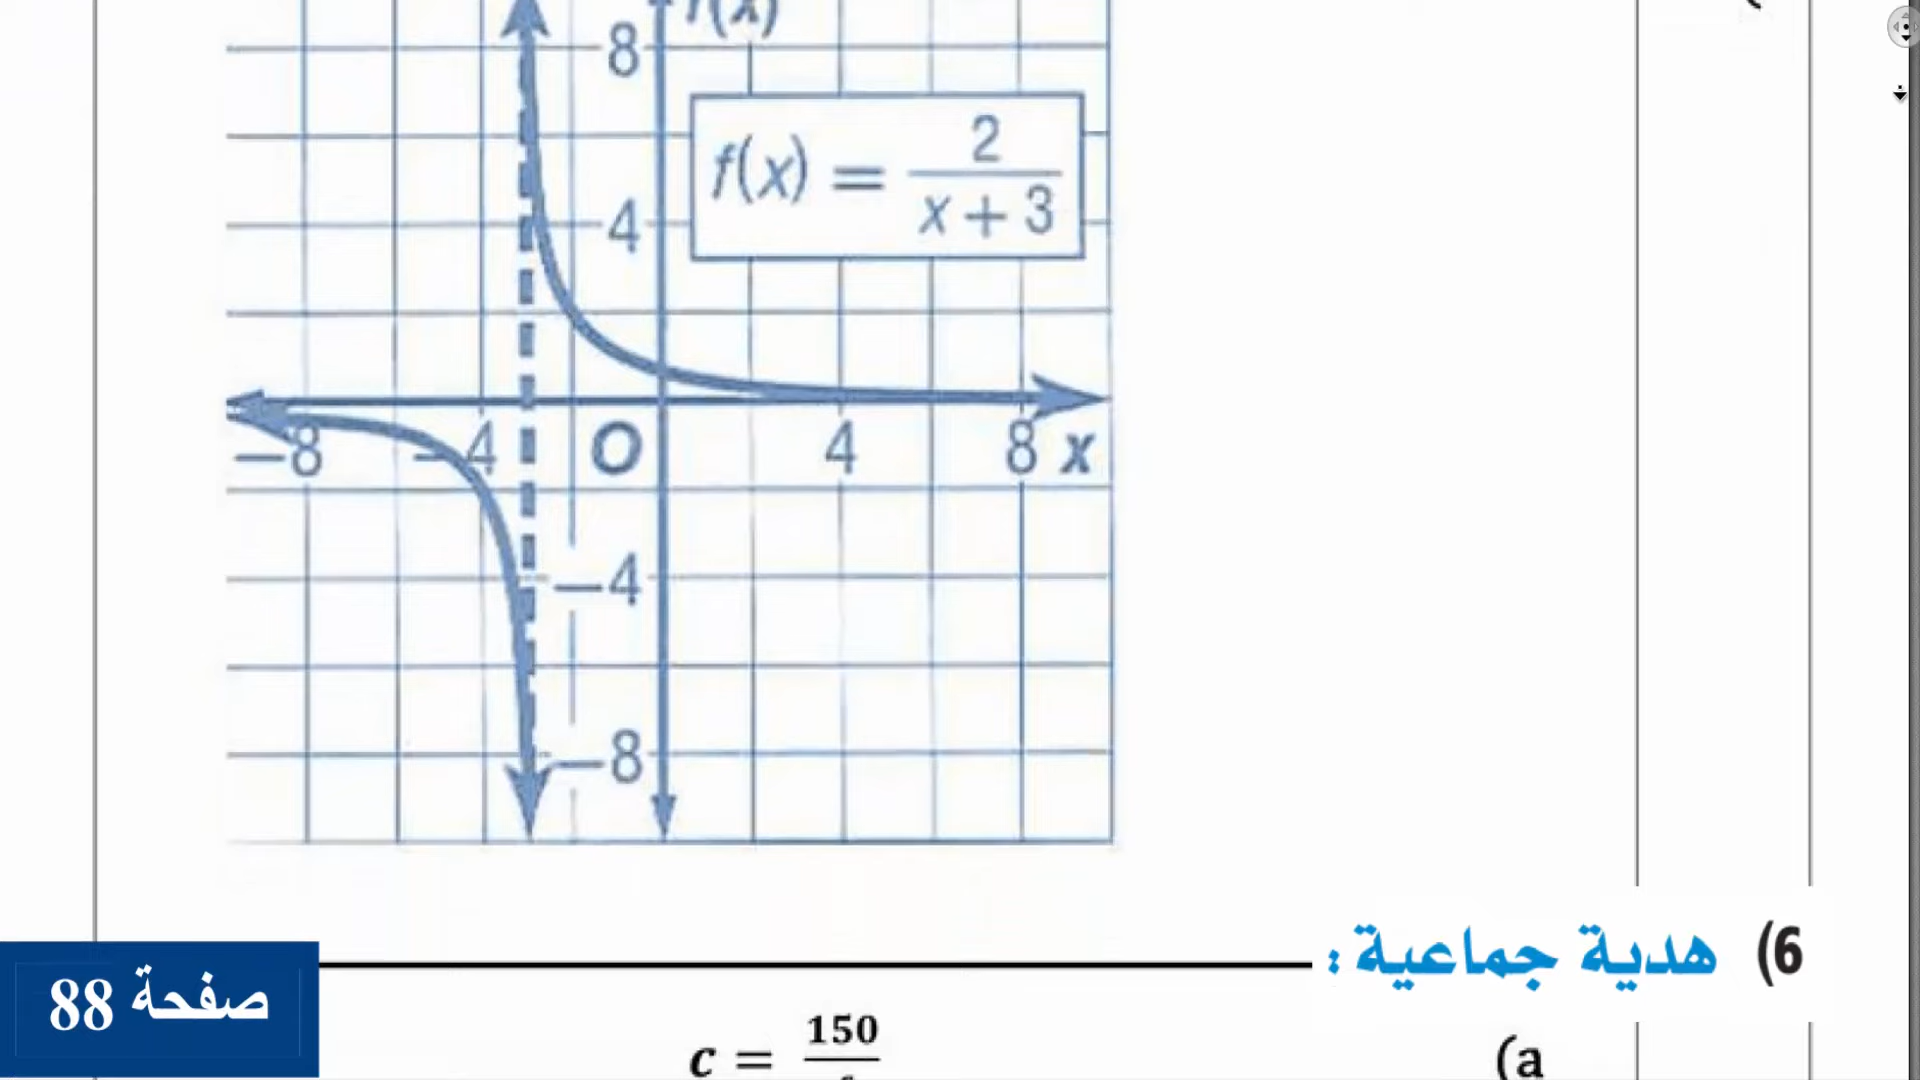 f(x)
8
f(x) = 2 / x + 3
4
-8
-4
O
4
8
x
-4
-8
6) هدية جماعية :
صفحة 88
a)
c = 150